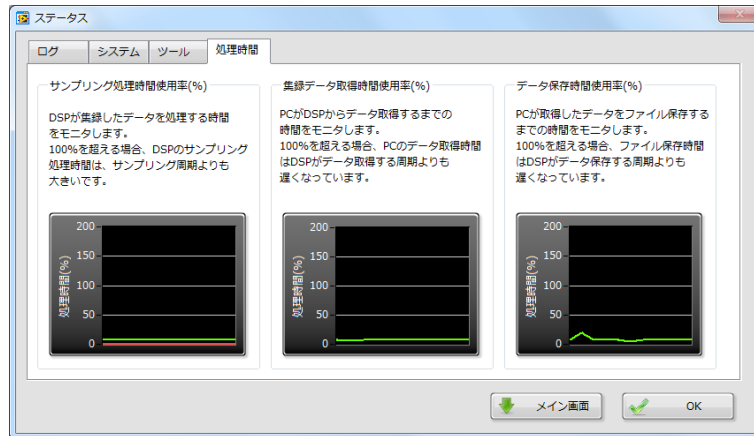 ステータス
ログ
システム
ツール
処理時間
サンプリング処理時間使用率(%)
DSPが集録したデータを処理する時間
をモニタします。
100%を超える場合、DSPのサンプリング
処理時間は、サンプリング周期よりも
大きいです。
処理時間(%)
200
150
100
50
0
集録データ取得時間使用率(%)
PCがDSPからデータ取得するまでの
時間をモニタします。
100%を超える場合、PCのデータ取得時間
はDSPがデータ取得する周期よりも
遅くなっています。
処理時間(%)
200
150
100
50
0
データ保存時間使用率(%)
PCが取得したデータをファイル保存する
までの時間をモニタします。
100%を超える場合、ファイル保存時間
はDSPがデータ保存する周期よりも
遅くなっています。
処理時間(%)
200
150
100
50
0
メイン画面
OK